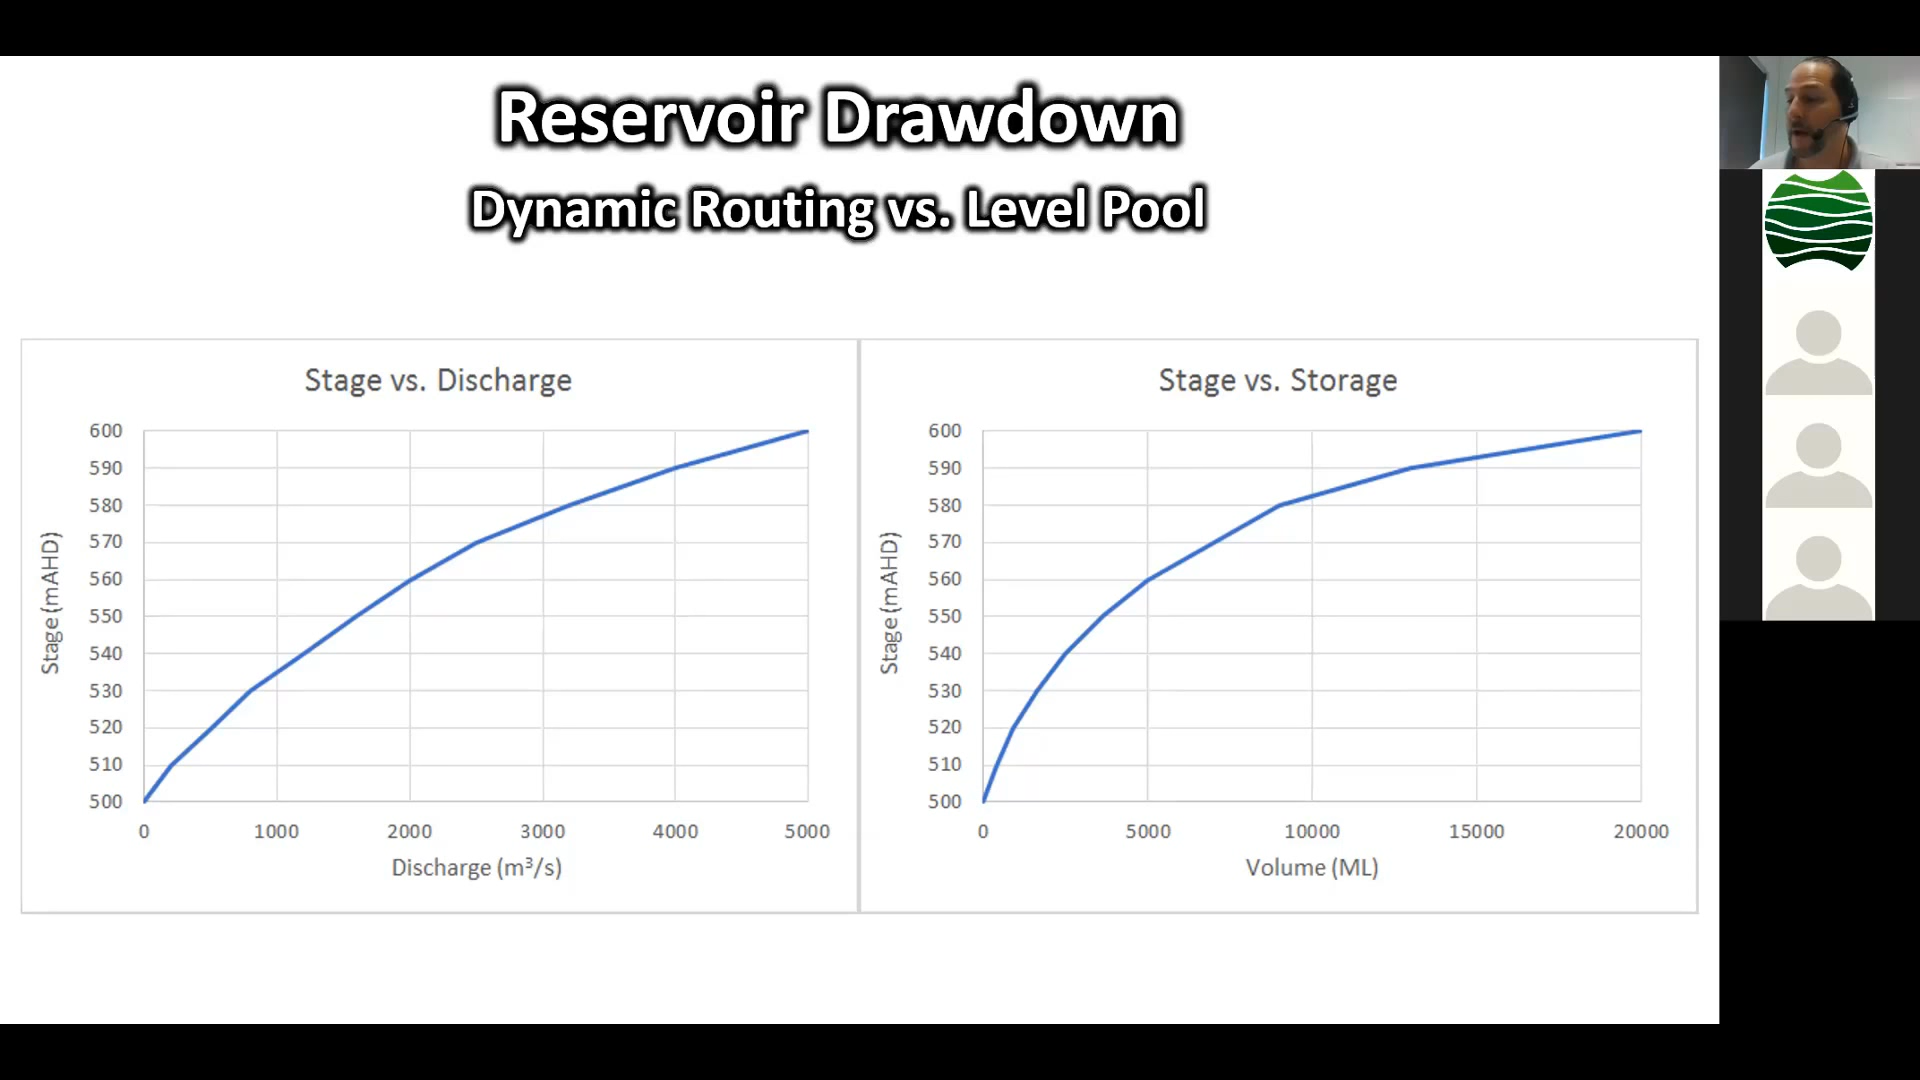 Reservoir Drawdown
Dynamic Routing vs. Level Pool
Stage vs. Discharge
600
590
580
570
560
550
540
530
520
510
500
Stage (mAHD)
0 1000 2000 3000 4000 5000
Discharge (m³/s)
Stage vs. Storage
600
590
580
570
560
550
540
530
520
510
500
Stage (mAHD)
0 5000 10000 15000 20000
Volume (ML)